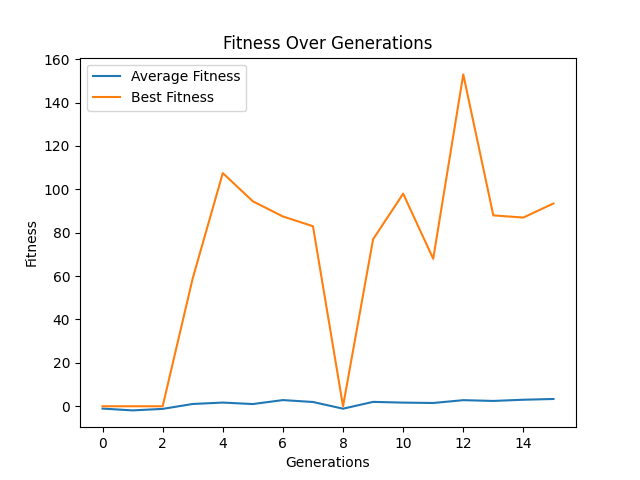 Fitness Over Generations
Average Fitness
Best Fitness
160
140
120
100
80
60
40
20
0
Fitness
0 2 4 6 8 10 12 14
Generations